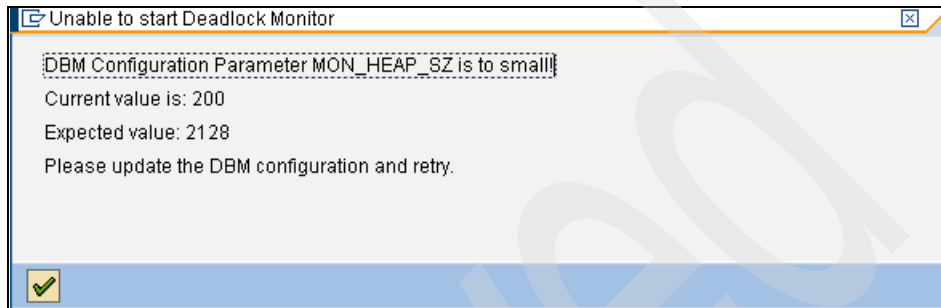 Unable to start Deadlock Monitor
DBM Configuration Parameter MON_HEAP_SZ is to small!
Current value is: 200
Expected value: 2128
Please update the DBM configuration and retry.